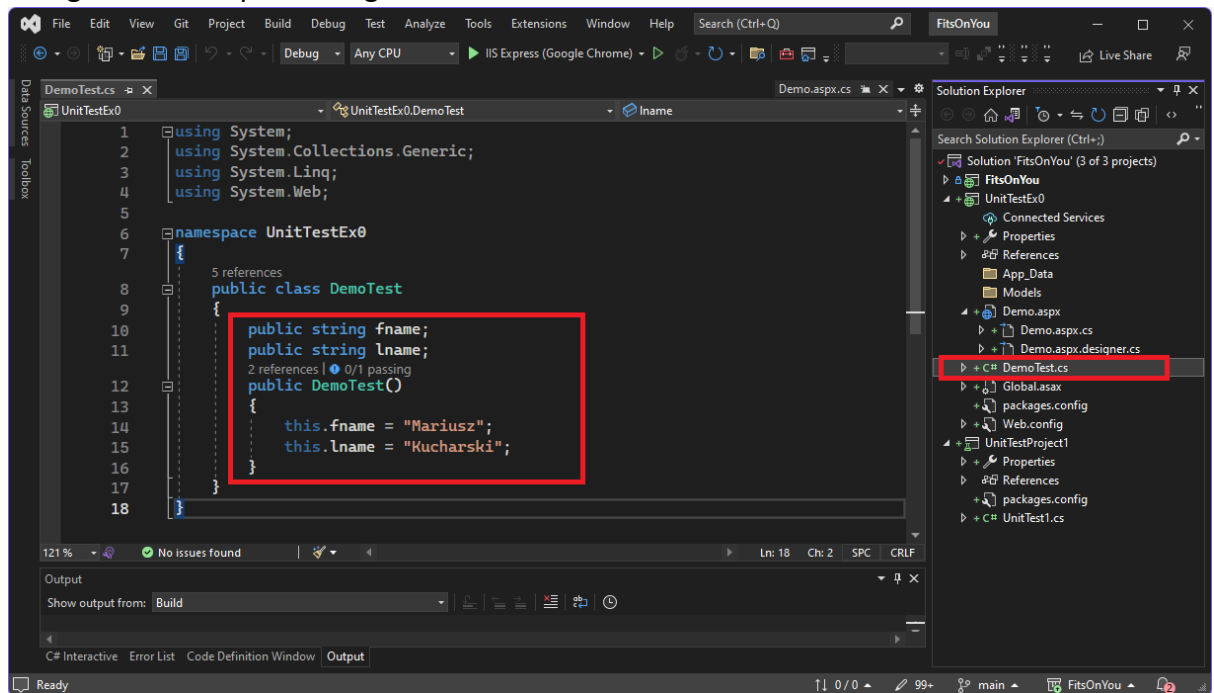 File Edit View Git Project Build Debug Test Analyze Tools Extensions Window Help Search (Ctrl+Q) FitsOnYou
Debug Any CPU IIS Express (Google Chrome) Live Share
Data Sources
Toolbox
DemoTest.cs Demo.aspx.cs
UnitTestEx0 UnitTestEx0.DemoTest lname
1 using System;
2 using System.Collections.Generic;
3 using System.Linq;
4 using System.Web;
5
6 namespace UnitTestEx0
7 {
5 references
8 public class DemoTest
9 {
10 public string fname;
11 public string lname;
2 references | 0/1 passing
12 public DemoTest()
13 {
14 this.fname = "Mariusz";
15 this.lname = "Kucharski";
16 }
17 }
18 }
121 % No issues found Ln: 18 Ch: 2 SPC CRLF
Output
Show output from: Build
C# Interactive Error List Code Definition Window Output
Solution Explorer
Search Solution Explorer (Ctrl+;)
Solution 'FitsOnYou' (3 of 3 projects)
FitsOnYou
UnitTestEx0
Connected Services
Properties
References
App_Data
Models
Demo.aspx
Demo.aspx.cs
Demo.aspx.designer.cs
C# DemoTest.cs
Global.asax
packages.config
Web.config
UnitTestProject1
Properties
References
packages.config
C# UnitTest1.cs
Ready 0 / 0 99+ main FitsOnYou 2